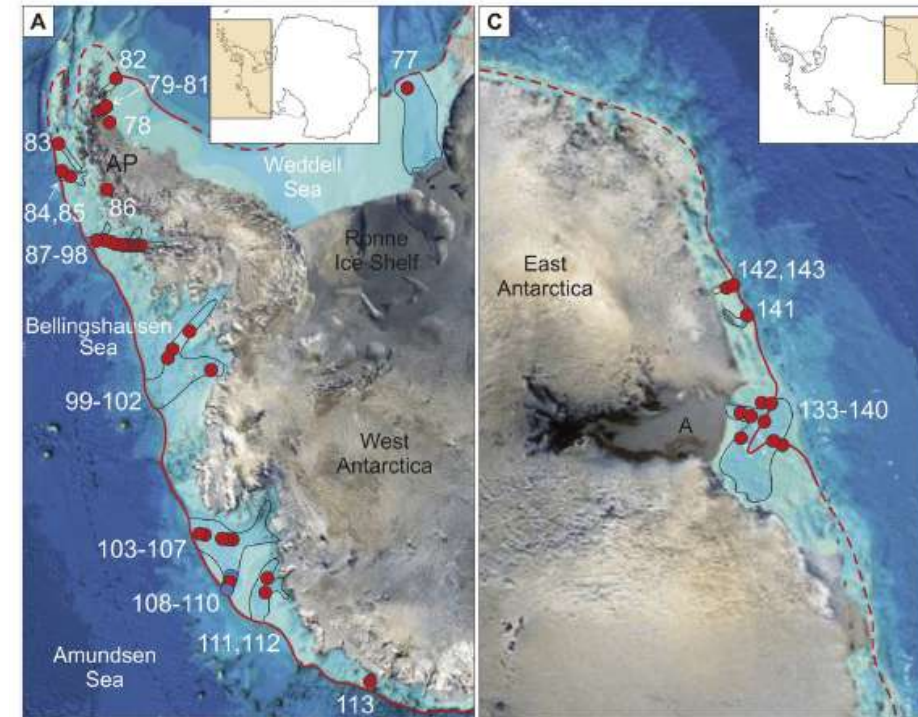 A
82
79-81
77
78
83
AP
Weddell
Sea
84,85
86
87-98
Ronne
Ice Shelf
Bellingshausen
Sea
99-102
West
Antarctica
103-107
108-110
111,112
Amundsen
Sea
113
C
142,143
East
Antarctica
141
133-140
A